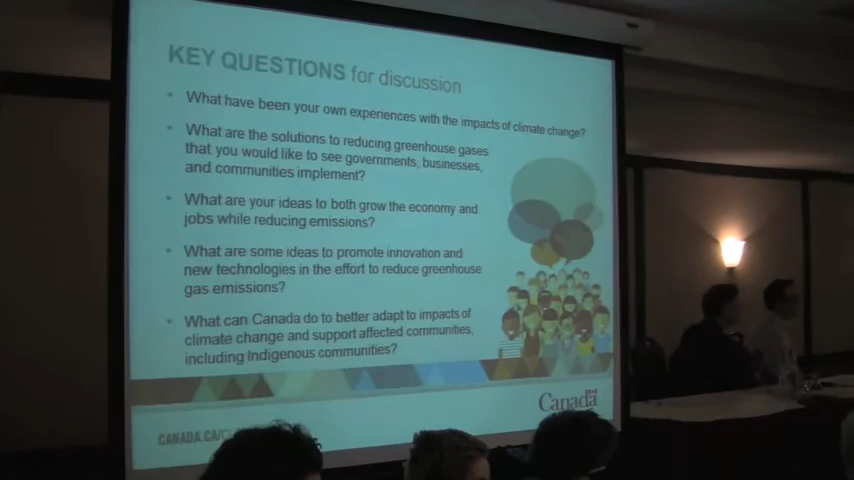 KEY QUESTIONS for discussion
• What have been your own experiences with the impacts of climate change?
• What are the solutions to reducing greenhouse gases
that you would like to see governments, businesses,
and communities implement?
• What are your ideas to both grow the economy and
jobs while reducing emissions?
• What are some ideas to promote innovation and
new technologies in the effort to reduce greenhouse
gas emissions?
• What can Canada do to better adapt to impacts of
climate change and support affected communities,
including Indigenous communities?
Canada
CANADA.CA/